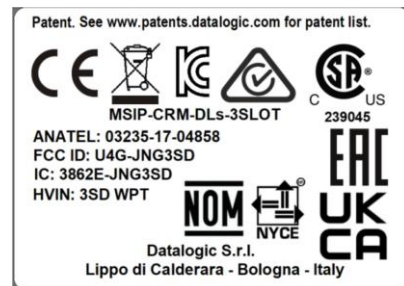 Patent. See www.patents.datalogic.com for patent list.
CE
KC
SA
C US
MSIP-CRM-DLs-3SLOT
239045
ANATEL: 03235-17-04858
FCC ID: U4G-JNG3SD
IC: 3862E-JNG3SD
HVIN: 3SD WPT
EAC
NOM
NYCE
UK
CA
Datalogic S.r.l.
Lippo di Calderara - Bologna - Italy